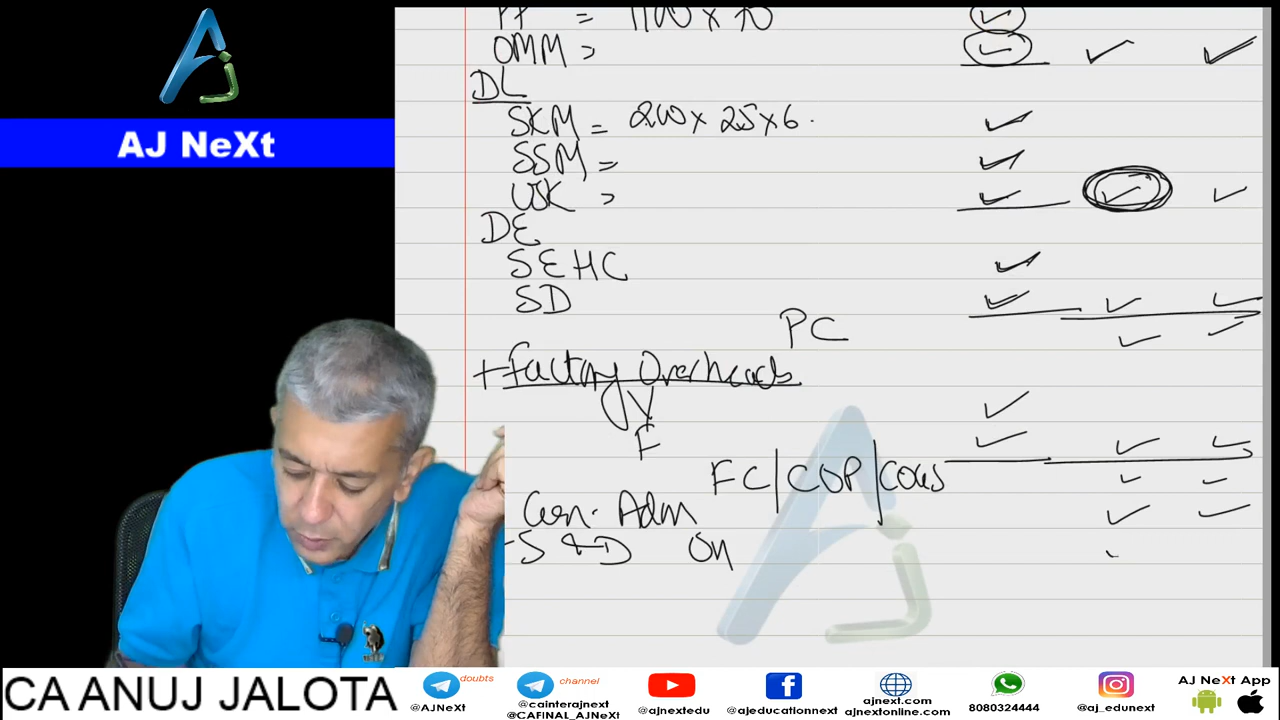 PP = 1100 x 70
OMM =
DL
SKM = 200 x 25 x 6
SSM =
USK =
DE
SEHC
SD
PC
+ Factory Overheads
V
F
FC/COP/COGS
Gen. Adm
S & D OH
AJ NeXt
CA ANUJ JALOTA
doubts
@AJNeXt
channel
@cainterajnext
@CAFINAL_AJNeXt
@ajnextedu
@ajeducationnext
ajnext.com
ajnextonline.com
8080324444
@aj_edunext
AJ NeXt App